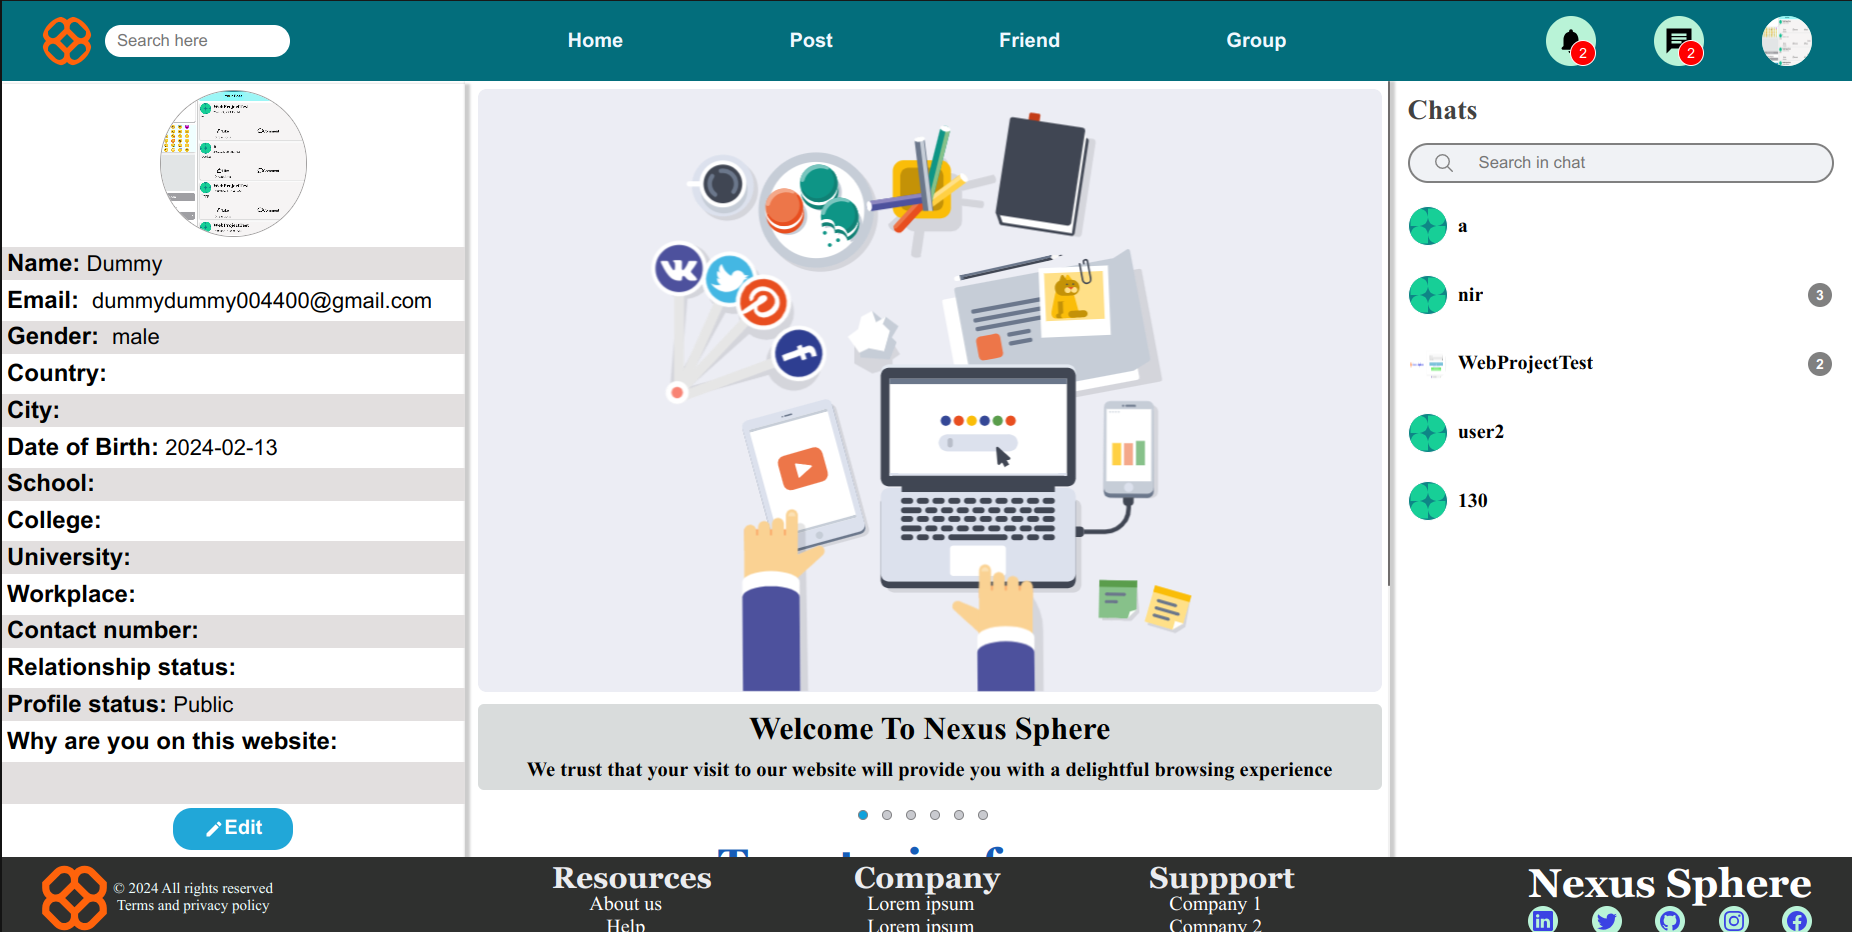 Search here
Home
Post
Friend
Group
2
2
Name: Dummy
Email: dummydummy004400@gmail.com
Gender: male
Country:
City:
Date of Birth: 2024-02-13
School:
College:
University:
Workplace:
Contact number:
Relationship status:
Profile status: Public
Why are you on this website:
Edit
Welcome To Nexus Sphere
We trust that your visit to our website will provide you with a delightful browsing experience
Chats
Search in chat
a
nir
3
WebProjectTest
2
user2
130
© 2024 All rights reserved
Terms and privacy policy
Resources
About us
Help
Company
Lorem ipsum
Lorem ipsum
Suppport
Company 1
Company 2
Nexus Sphere